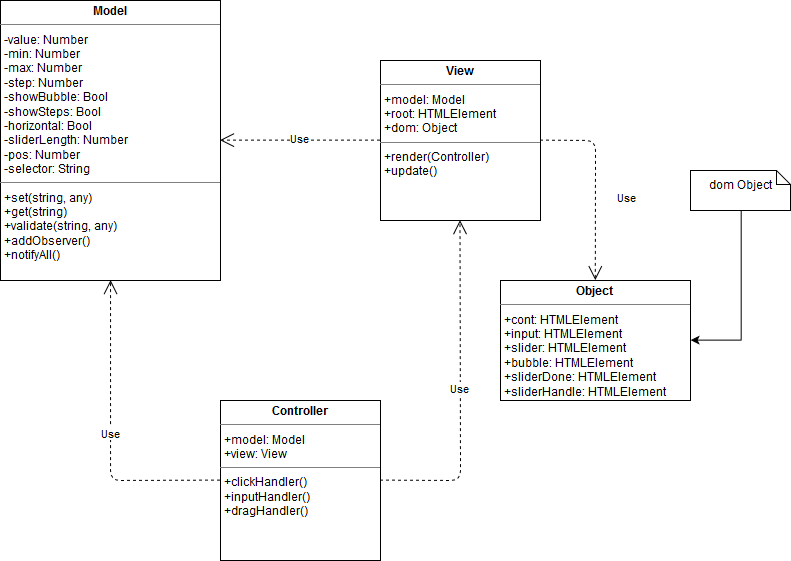 Model
-value: Number
-min: Number
-max: Number
-step: Number
-showBubble: Bool
-showSteps: Bool
-horizontal: Bool
-sliderLength: Number
-pos: Number
-selector: String
+set(string, any)
+get(string)
+validate(string, any)
+addObserver()
+notifyAll()
Use
View
+model: Model
+root: HTMLElement
+dom: Object
+render(Controller)
+update()
Use
dom Object
Object
+cont: HTMLElement
+input: HTMLElement
+slider: HTMLElement
+bubble: HTMLElement
+sliderDone: HTMLElement
+sliderHandle: HTMLElement
Use
Use
Controller
+model: Model
+view: View
+clickHandler()
+inputHandler()
+dragHandler()